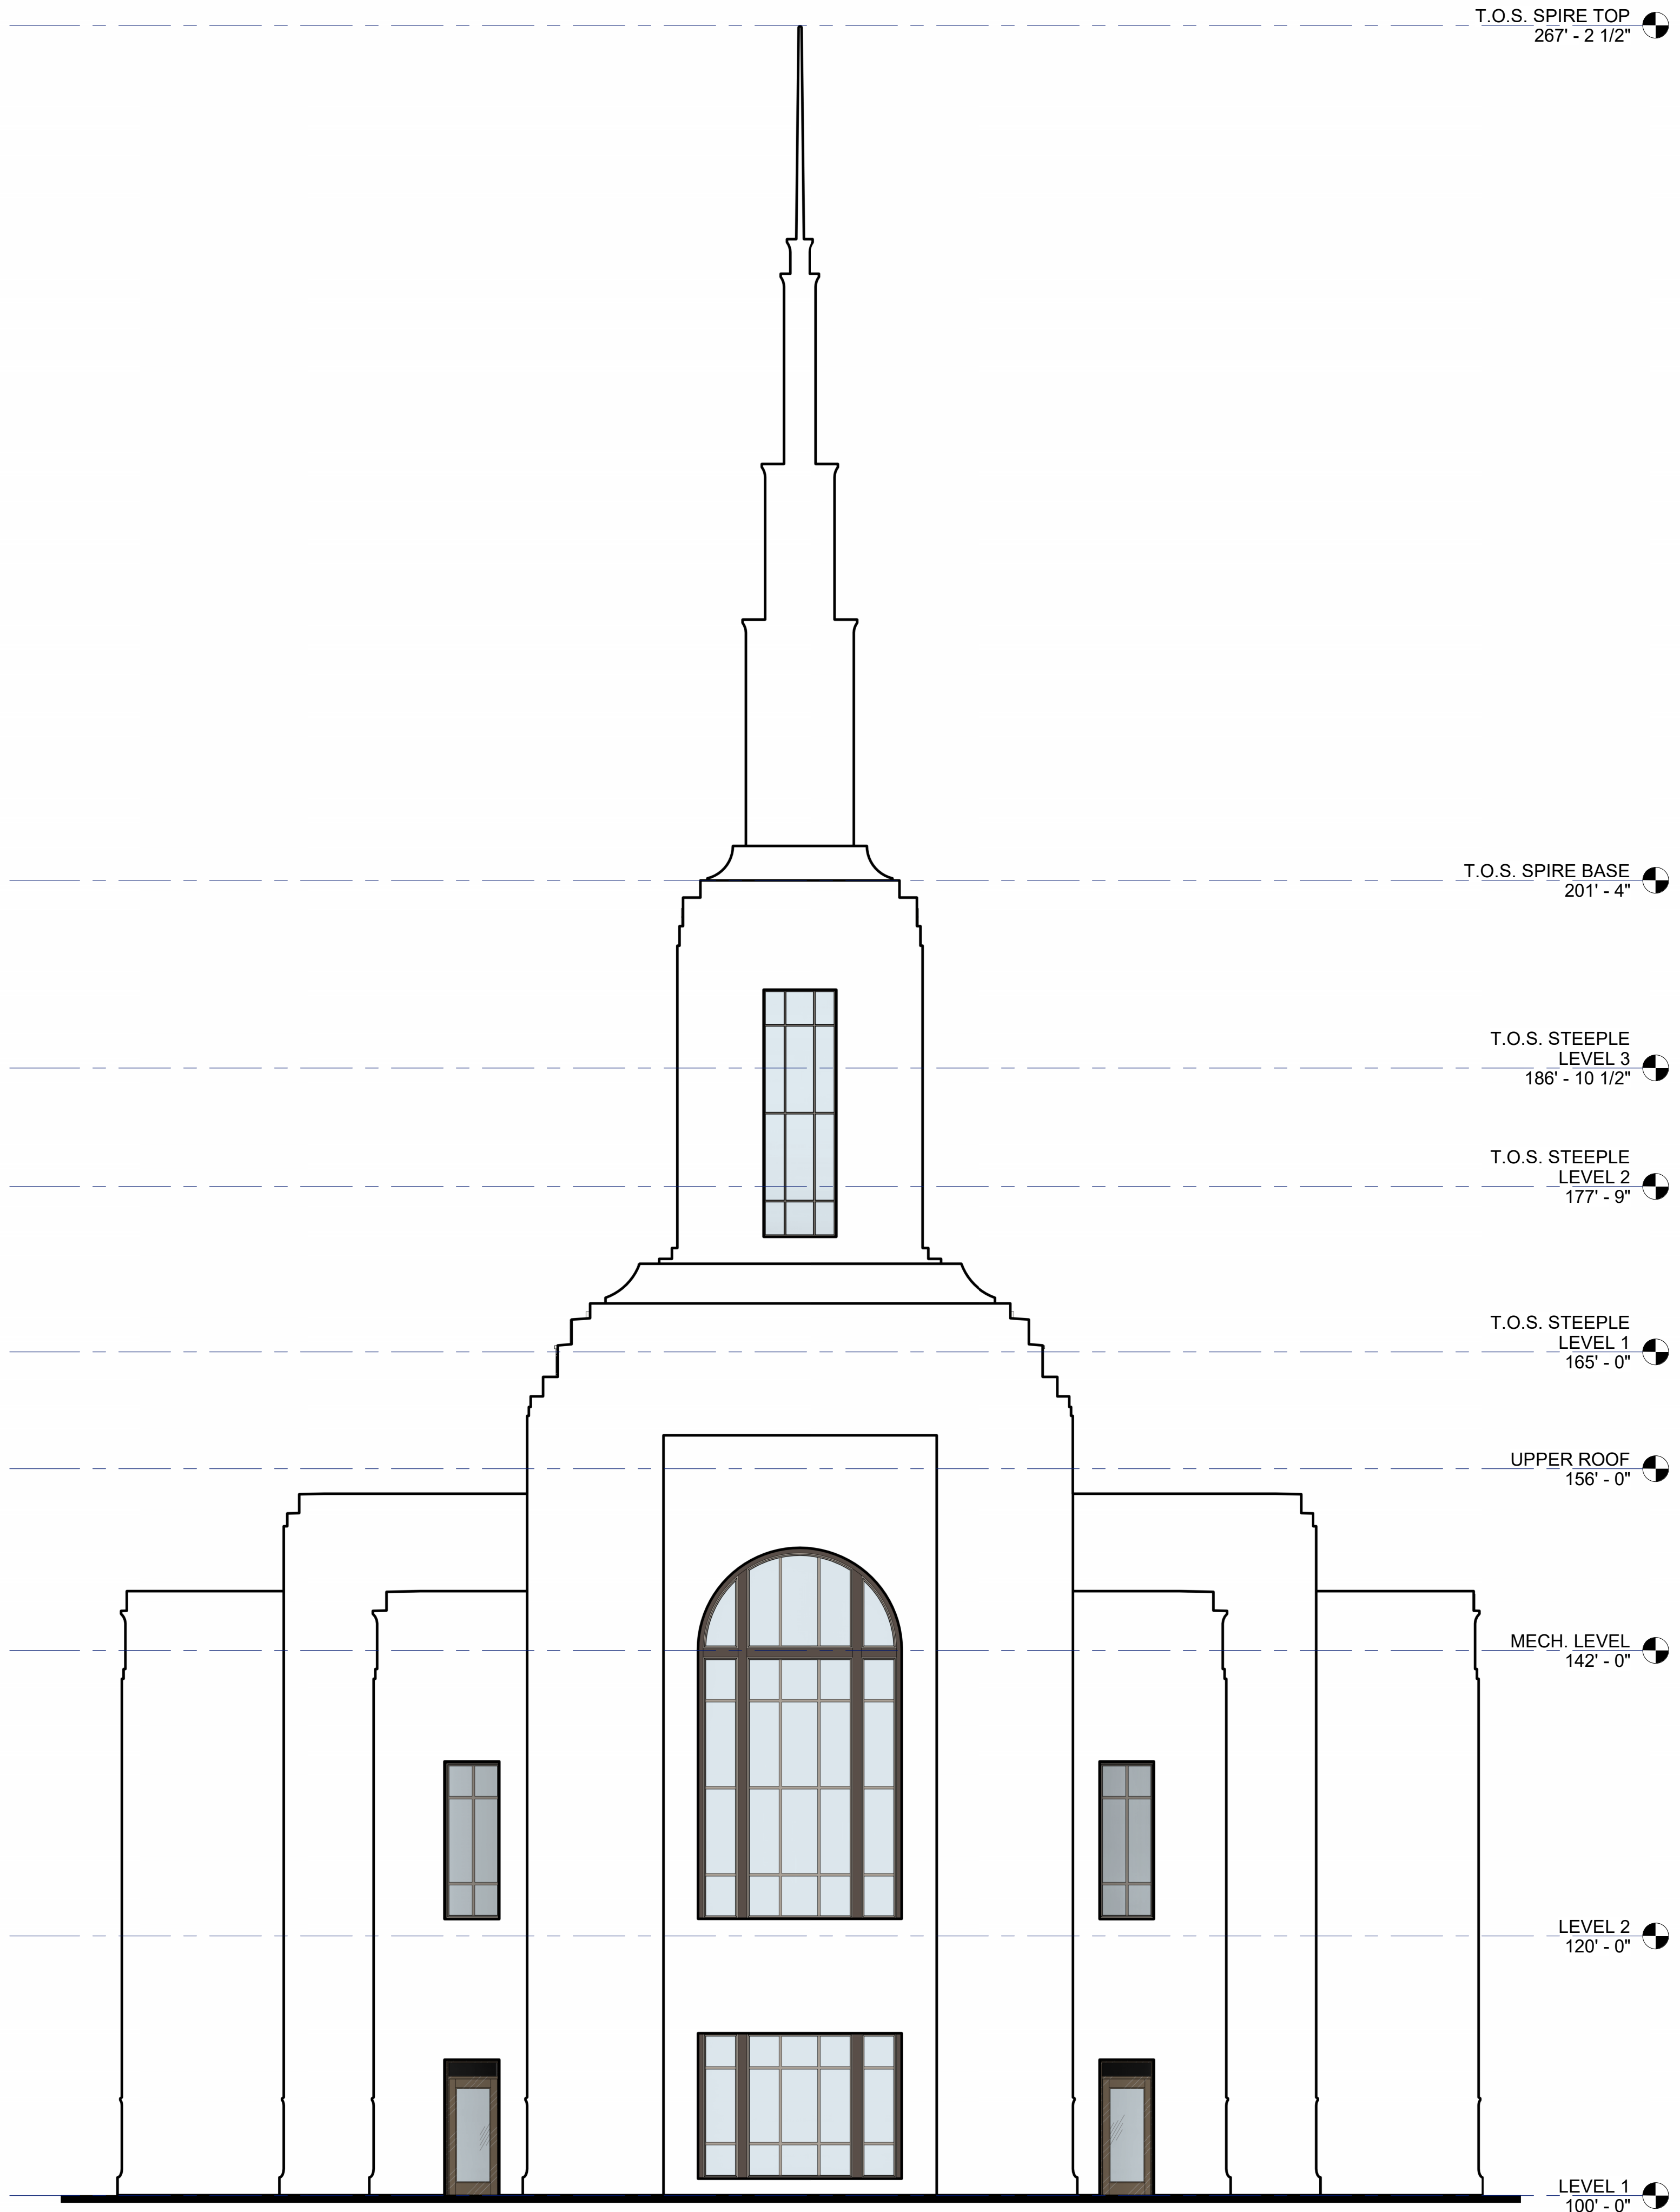 T.O.S. SPIRE TOP
267' - 2 1/2"
T.O.S. SPIRE BASE
201' - 4"
T.O.S. STEEPLE
LEVEL 3
186' - 10 1/2"
T.O.S. STEEPLE
LEVEL 2
177' - 9"
T.O.S. STEEPLE
LEVEL 1
165' - 0"
UPPER ROOF
156' - 0"
MECH. LEVEL
142' - 0"
LEVEL 2
120' - 0"
LEVEL 1
100' - 0"